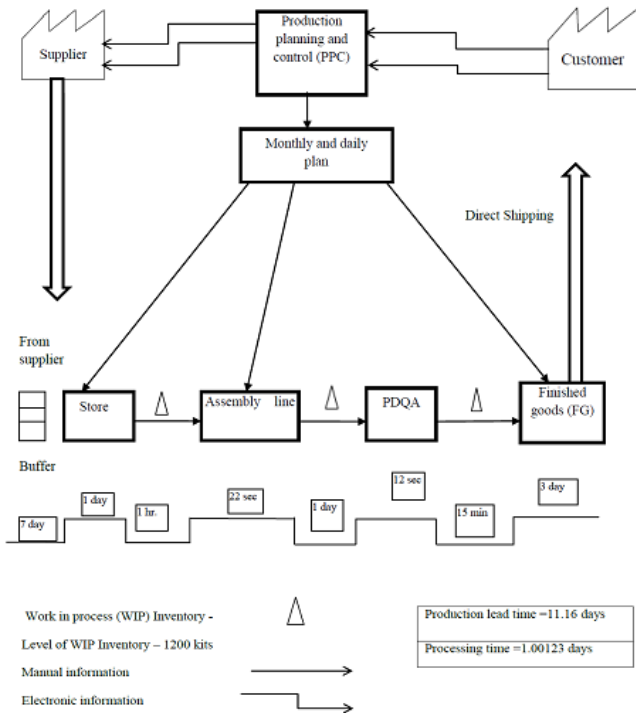 Production
planning and
control (PPC)
Supplier
Customer
Monthly and daily
plan
Direct Shipping
From
supplier
Store
Assembly line
PDQA
Finished
goods (FG)
Buffer
7 day
1 day
1 hr.
22 sec
1 day
12 sec
15 min
3 day
Work in process (WIP) Inventory -
Level of WIP Inventory – 1200 kits
Manual information
Electronic information
Production lead time =11.16 days
Processing time =1.00123 days